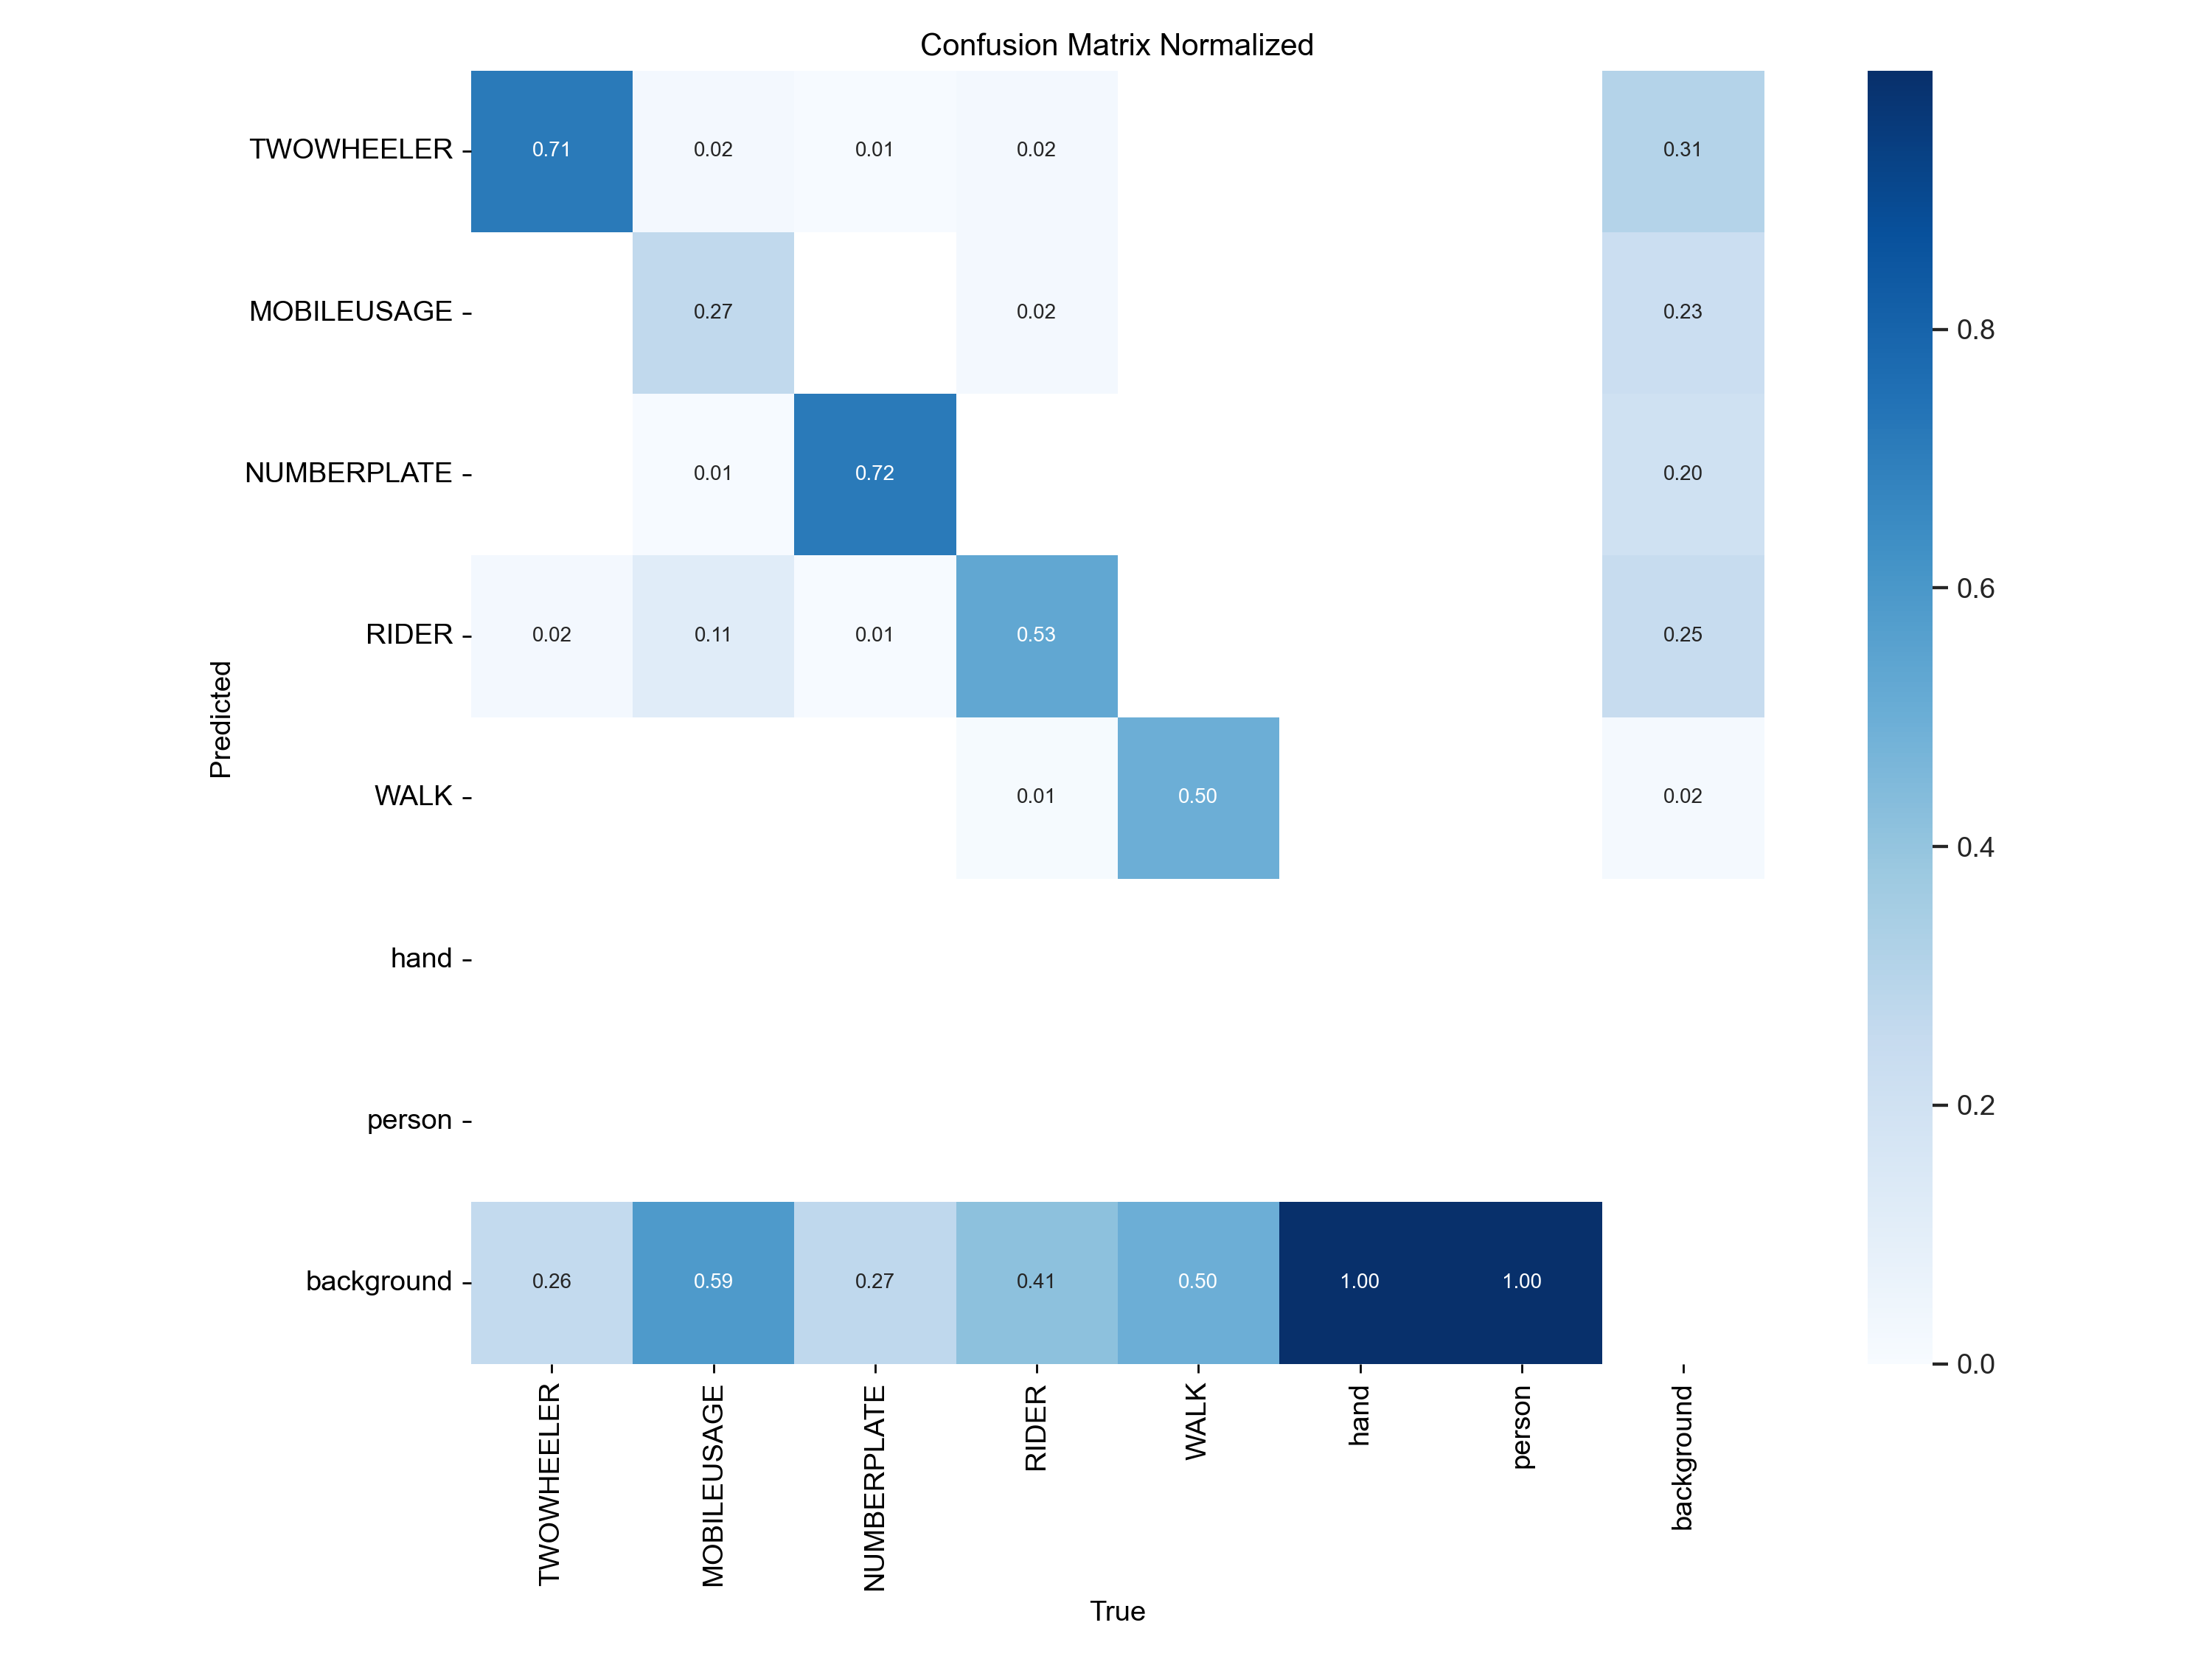 Confusion Matrix Normalized
TWOWHEELER 0.71 0.02 0.01 0.02 0.31
MOBILEUSAGE 0.27 0.02 0.23
NUMBERPLATE 0.01 0.72 0.20
RIDER 0.02 0.11 0.01 0.53 0.25
WALK 0.01 0.50 0.02
hand
person
background 0.26 0.59 0.27 0.41 0.50 1.00 1.00
TWOWHEELER
MOBILEUSAGE
NUMBERPLATE
RIDER
WALK
hand
person
background
True
Predicted
0.8
0.6
0.4
0.2
0.0